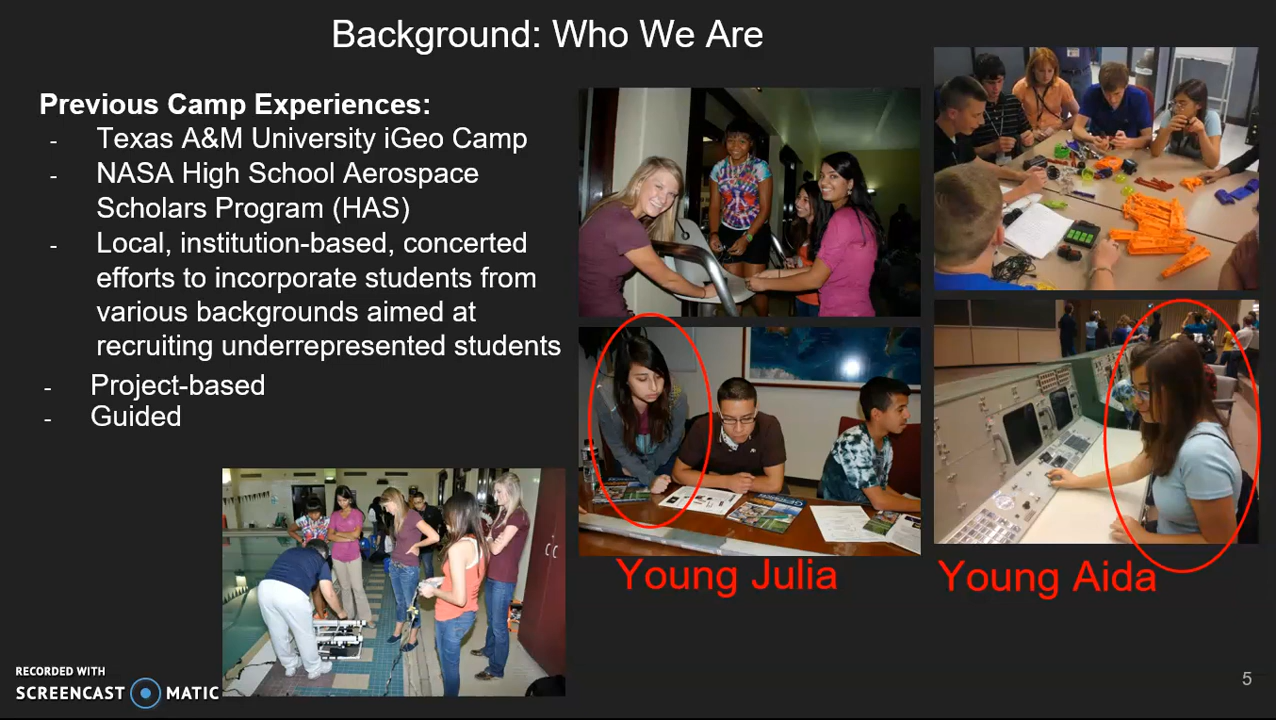 Background: Who We Are
Previous Camp Experiences:
- Texas A&M University iGeo Camp
- NASA High School Aerospace
Scholars Program (HAS)
- Local, institution-based, concerted
efforts to incorporate students from
various backgrounds aimed at
recruiting underrepresented students
- Project-based
- Guided
Young Julia
Young Aida
RECORDED WITH
SCREENCAST MATIC
5